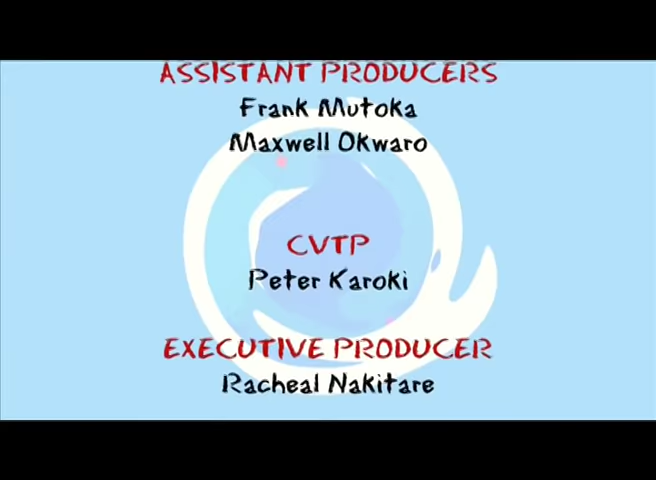 ASSISTANT PRODUCERS
Frank Mutoka
Maxwell Okwaro
CVTP
Peter Karoki
EXECUTIVE PRODUCER
Racheal Nakitare